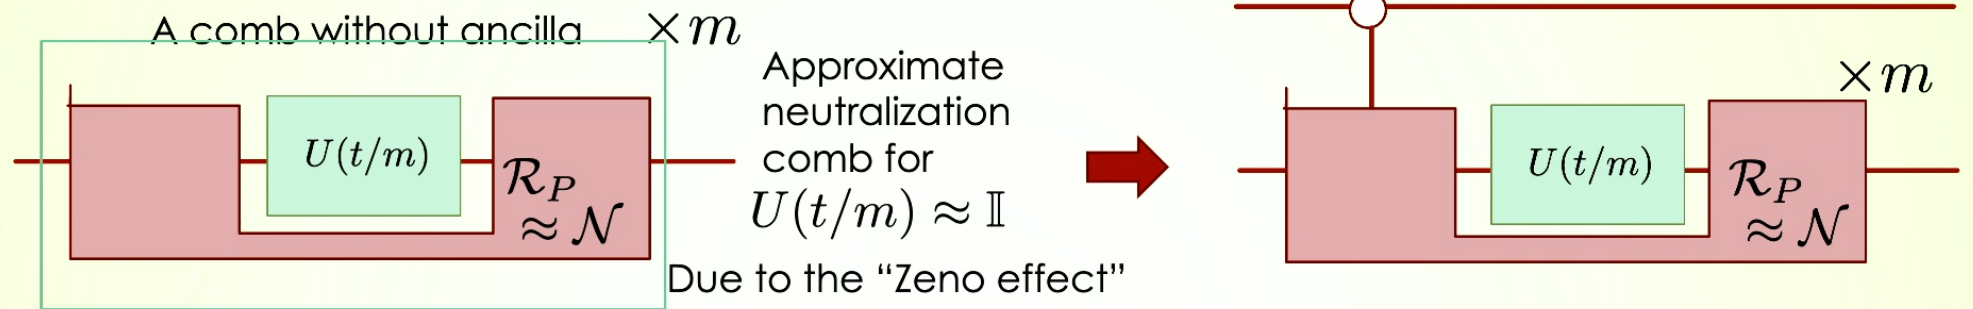 A comb without ancilla ×m
U(t/m)
R_P
≈ N
Approximate
neutralization
comb for
U(t/m) ≈ 𝕀
Due to the “Zeno effect”
×m
U(t/m)
R_P
≈ N